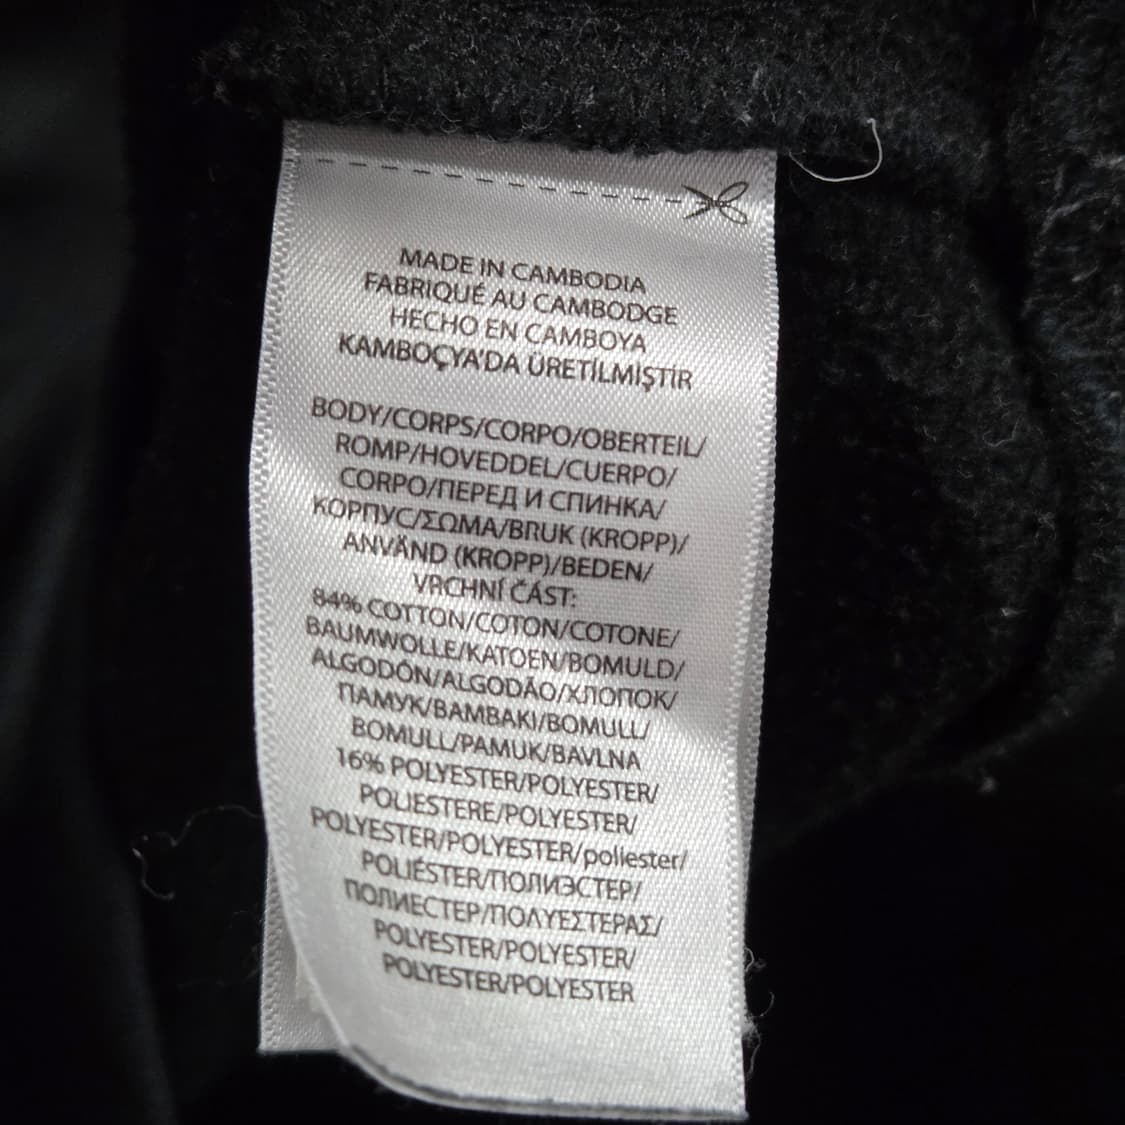 MADE IN CAMBODIA
FABRIQUÉ AU CAMBODGE
HECHO EN CAMBOYA
KAMBOÇYA'DA ÜRETİLMİŞTİR
BODY/CORPS/CORPO/OBERTEIL/
ROMP/HOVEDDEL/CUERPO/
CORPO/ПЕРЕД И СПИНКА/
КОРПУС/ΣΩΜΑ/BRUK (KROPP)/
ANVÄND (KROPP)/BEDEN/
VRCHNÍ ČÁST:
84% COTTON/COTON/COTONE/
BAUMWOLLE/KATOEN/BOMULD/
ALGODÓN/ALGODÃO/ХЛОПОК/
ПАМУК/BAMBAKI/BOMULL/
BOMULL/PAMUK/BAVLNA
16% POLYESTER/POLYESTER/
POLIESTERE/POLYESTER/
POLYESTER/POLYESTER/poliester/
POLIÉSTER/ПОЛИЭСТЕР/
ПОЛИЕСТЕР/ΠΟΛΥΕΣΤΕΡΑΣ/
POLYESTER/POLYESTER/
POLYESTER/POLYESTER